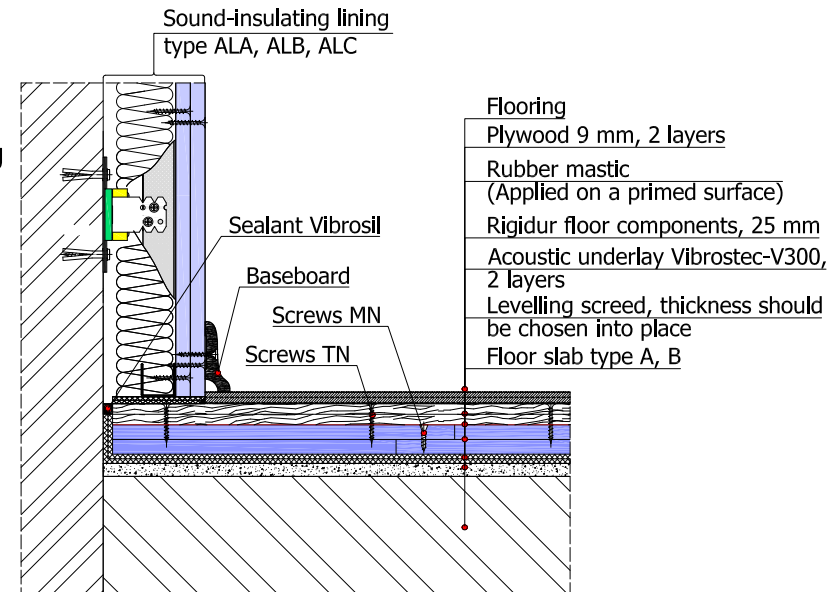 Sound-insulating lining
type ALA, ALB, ALC
Flooring
Plywood 9 mm, 2 layers
Rubber mastic
(Applied on a primed surface)
Rigidur floor components, 25 mm
Acoustic underlay Vibrostec-V300,
2 layers
Levelling screed, thickness should
be chosen into place
Floor slab type A, B
Sealant Vibrosil
Baseboard
Screws MN
Screws TN